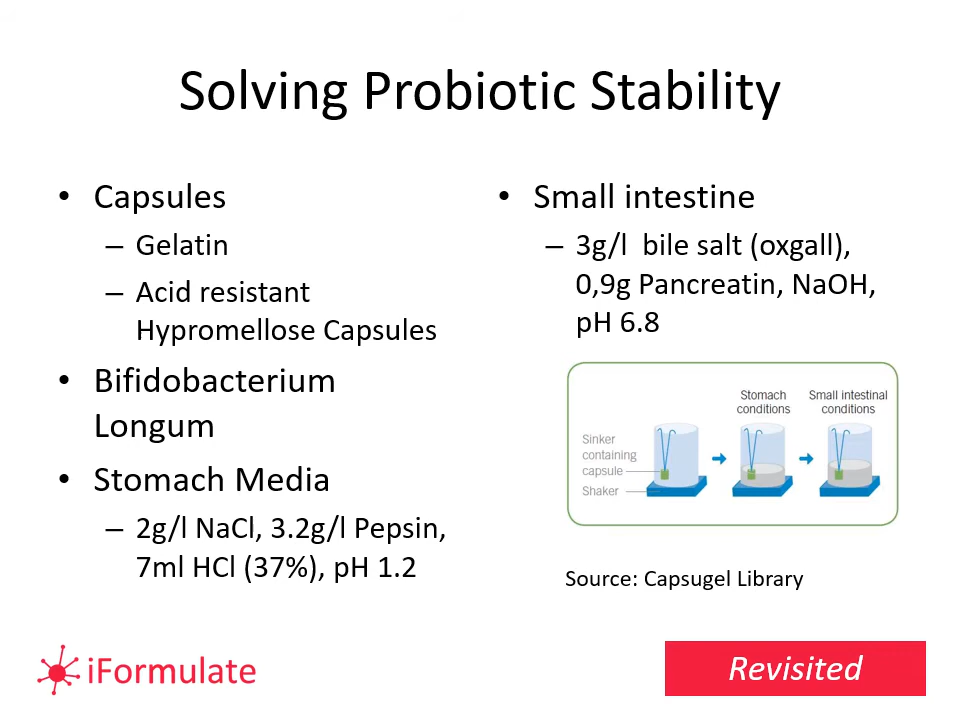 Solving Probiotic Stability
• Capsules
– Gelatin
– Acid resistant
Hypromellose Capsules
• Bifidobacterium
Longum
• Stomach Media
– 2g/l NaCl, 3.2g/l Pepsin,
7ml HCl (37%), pH 1.2
• Small intestine
– 3g/l  bile salt (oxgall),
0,9g Pancreatin, NaOH,
pH 6.8
Stomach
conditions
Small intestinal
conditions
Sinker
containing
capsule
Shaker
Source: Capsugel Library
iFormulate
Revisited